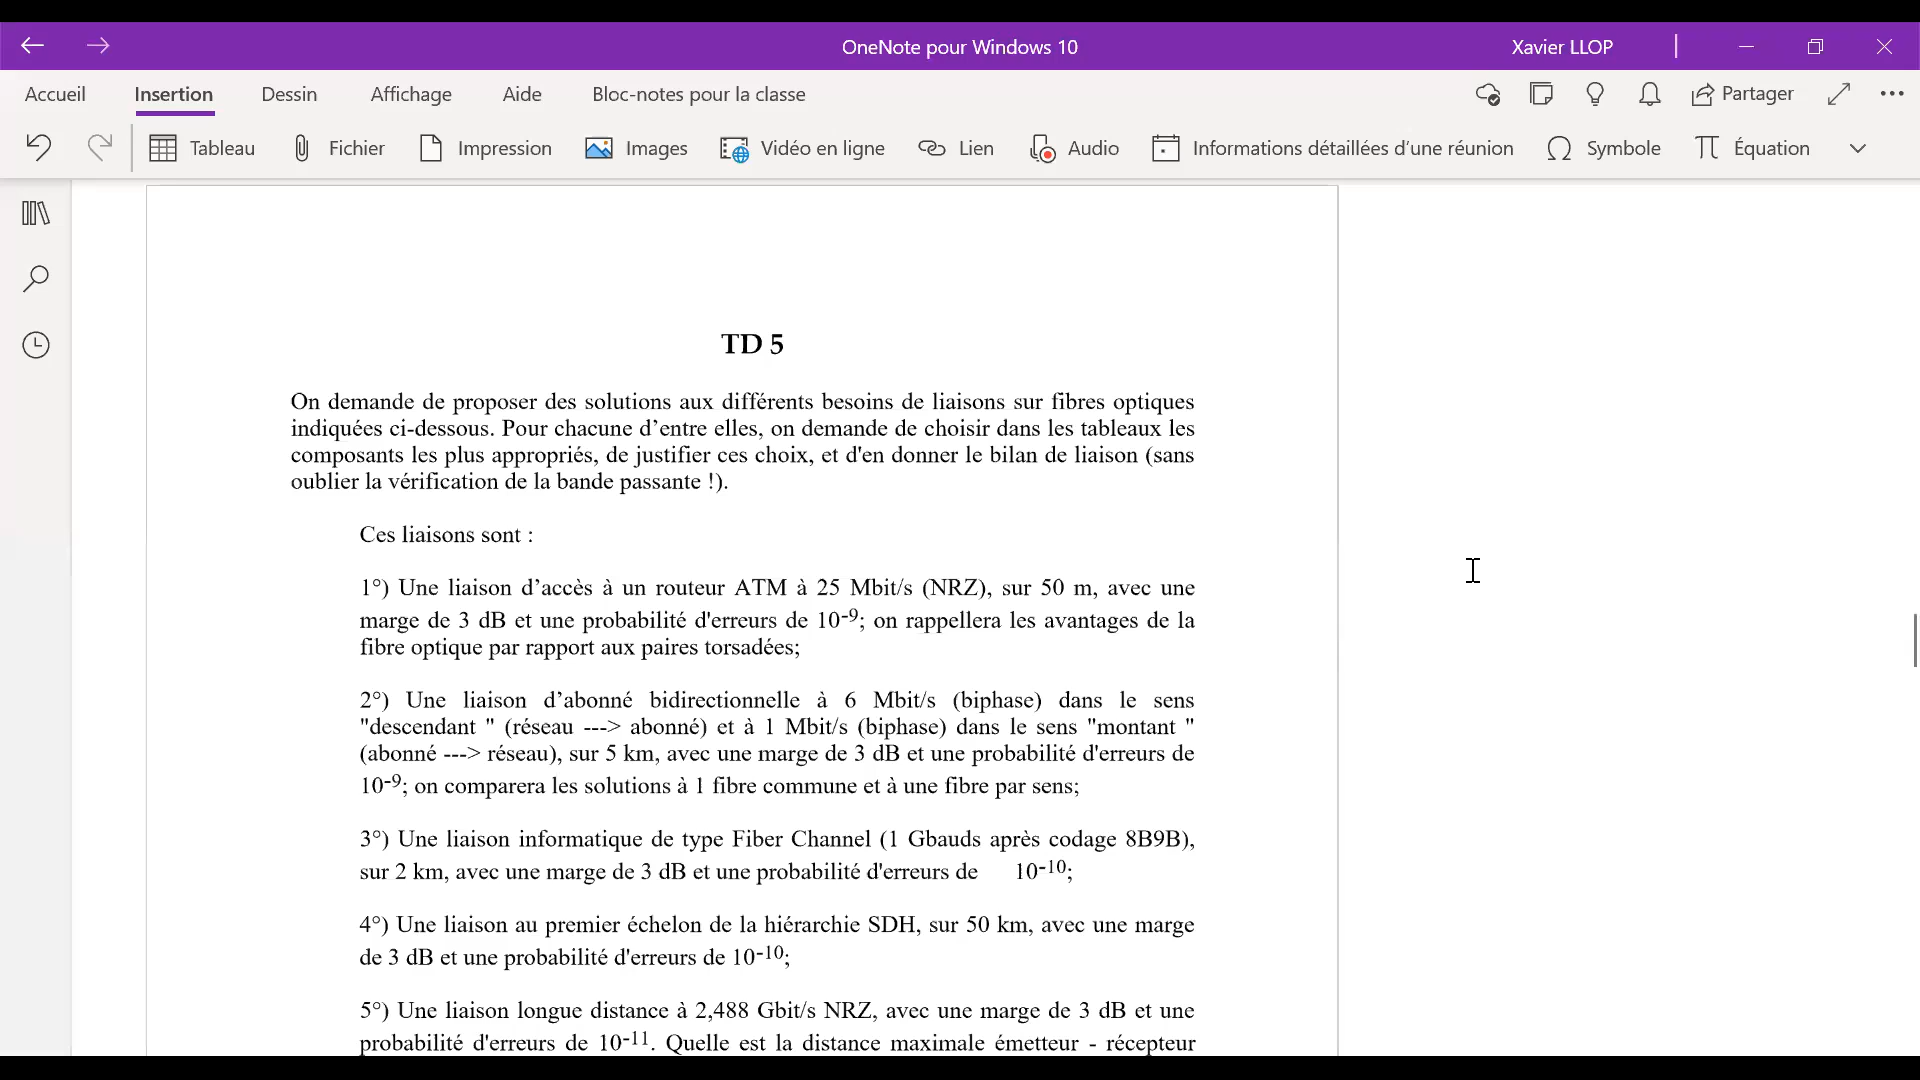 OneNote pour Windows 10
Xavier LLOP
Accueil Insertion Dessin Affichage Aide Bloc-notes pour la classe
Partager
Tableau Fichier Impression Images Vidéo en ligne Lien Audio Informations détaillées d'une réunion Symbole Équation
TD 5
On demande de proposer des solutions aux différents besoins de liaisons sur fibres optiques
indiquées ci-dessous. Pour chacune d'entre elles, on demande de choisir dans les tableaux les
composants les plus appropriés, de justifier ces choix, et d'en donner le bilan de liaison (sans
oublier la vérification de la bande passante !).
Ces liaisons sont :
1°) Une liaison d'accès à un routeur ATM à 25 Mbit/s (NRZ), sur 50 m, avec une
marge de 3 dB et une probabilité d'erreurs de 10-9; on rappellera les avantages de la
fibre optique par rapport aux paires torsadées;
2°) Une liaison d'abonné bidirectionnelle à 6 Mbit/s (biphase) dans le sens
"descendant " (réseau ---> abonné) et à 1 Mbit/s (biphase) dans le sens "montant "
(abonné ---> réseau), sur 5 km, avec une marge de 3 dB et une probabilité d'erreurs de
10-9; on comparera les solutions à 1 fibre commune et à une fibre par sens;
3°) Une liaison informatique de type Fiber Channel (1 Gbauds après codage 8B9B),
sur 2 km, avec une marge de 3 dB et une probabilité d'erreurs de 10-10;
4°) Une liaison au premier échelon de la hiérarchie SDH, sur 50 km, avec une marge
de 3 dB et une probabilité d'erreurs de 10-10;
5°) Une liaison longue distance à 2,488 Gbit/s NRZ, avec une marge de 3 dB et une
probabilité d'erreurs de 10-11. Quelle est la distance maximale émetteur - récepteur